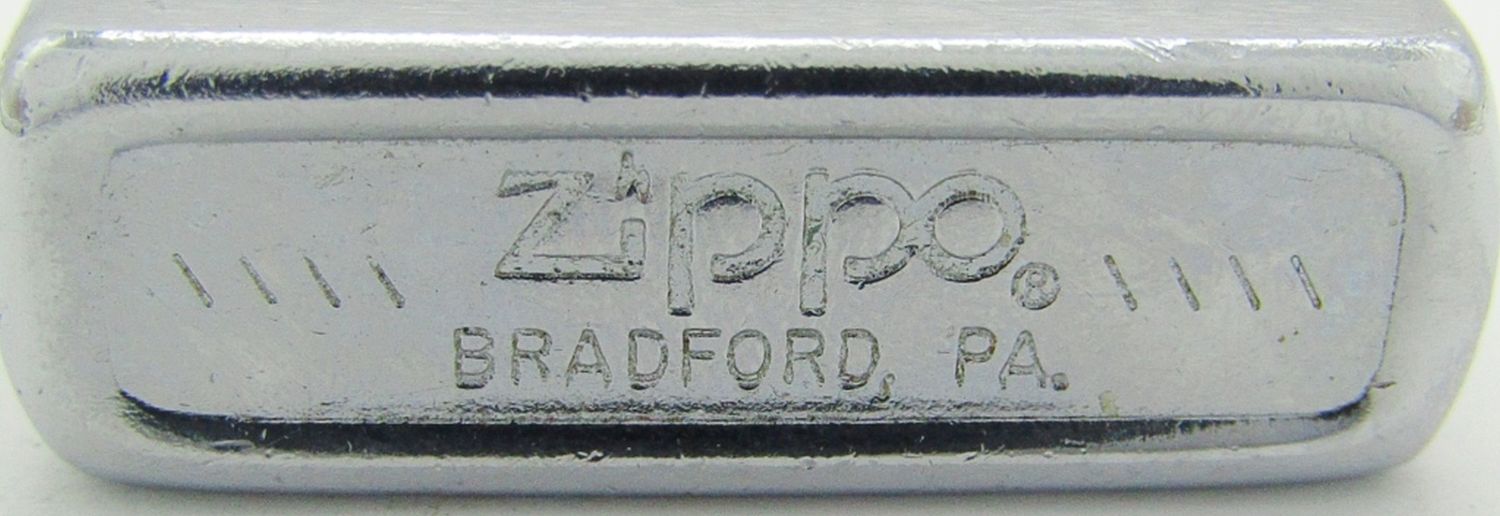 \ \ \ \ Zippo® \ \ \ \
BRADFORD, PA.